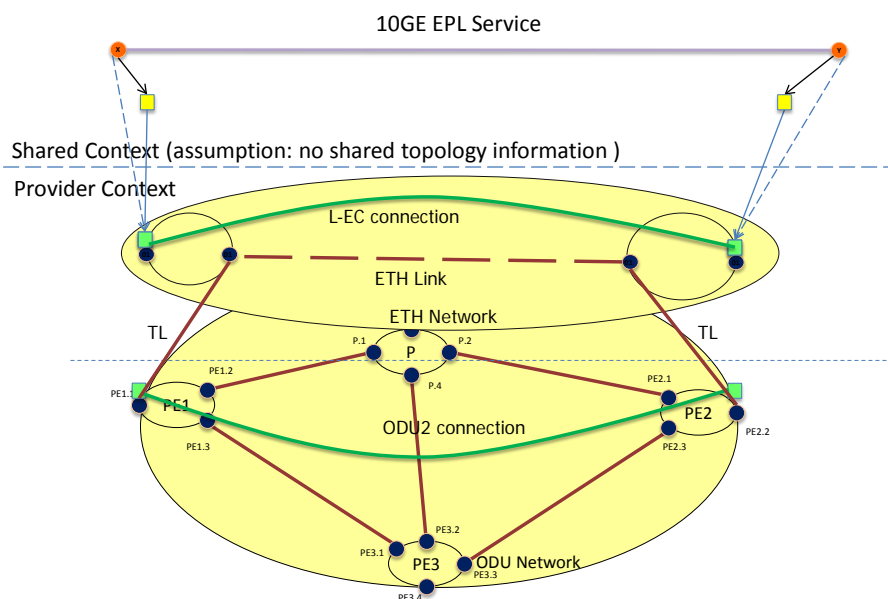 10GE EPL Service
X
Y
Shared Context (assumption: no shared topology information )
Provider Context
L-EC connection
ETH Link
ETH Network
TL
TL
P.1
P.2
P
P.4
PE1.2
PE2.1
PE1
PE2
PE2.2
ODU2 connection
PE1.3
PE2.3
PE3.2
PE3.1
PE3
ODU Network
PE3.3
PE3.4